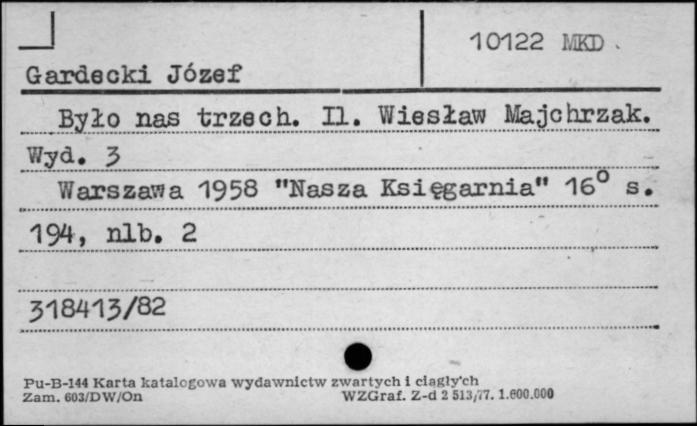 10122 MKD
Gardecki Józef
Było nas trzech. Il. Wiesław Majchrzak.
Wyd. 3
Warszawa 1958 "Nasza Księgarnia" 16° s.
194, nlb. 2
318413/82
Pu-B-144 Karta katalogowa wydawnictw zwartych i ciągły'ch
Zam. 603/DW/On WZGraf. Z-d 2 513/77. 1.600.000